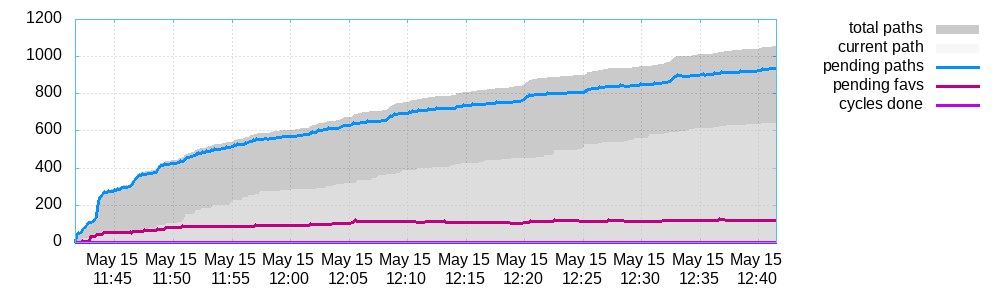 1200
1000
800
600
400
200
0
May 15 May 15 May 15 May 15 May 15 May 15 May 15 May 15 May 15 May 15 May 15 May 15
11:45 11:50 11:55 12:00 12:05 12:10 12:15 12:20 12:25 12:30 12:35 12:40
total paths
current path
pending paths
pending favs
cycles done